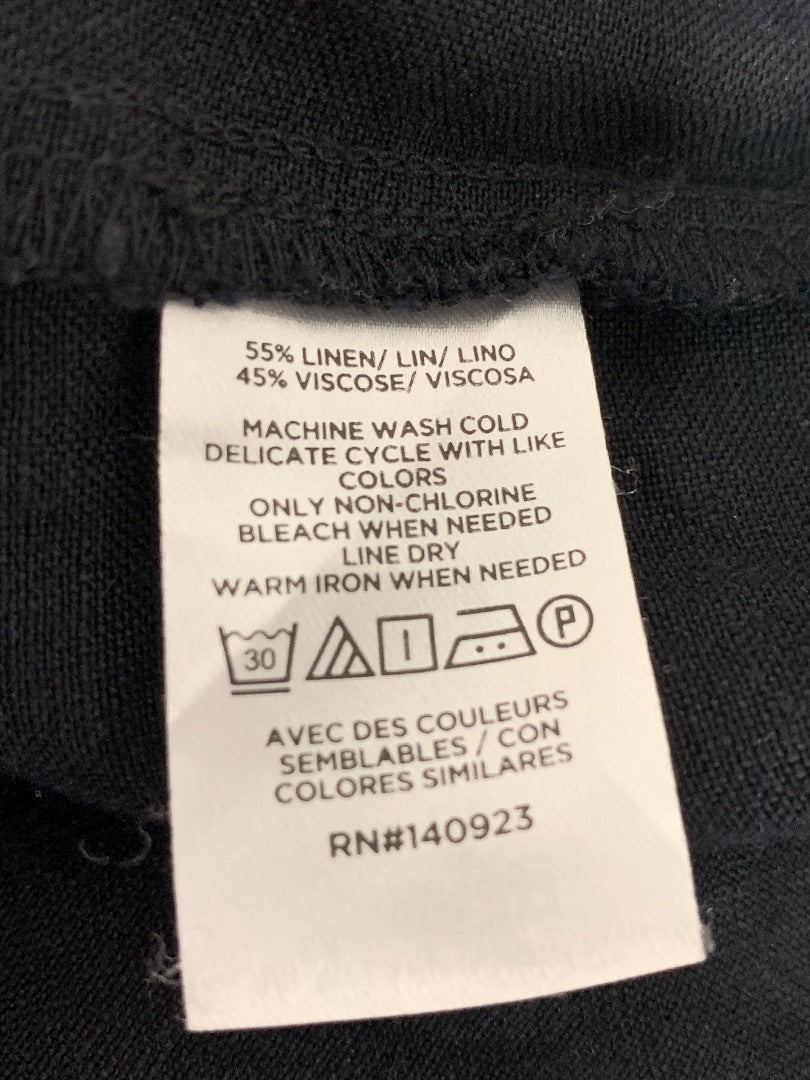 55% LINEN/ LIN/ LINO
45% VISCOSE/ VISCOSA
MACHINE WASH COLD
DELICATE CYCLE WITH LIKE
COLORS
ONLY NON-CHLORINE
BLEACH WHEN NEEDED
LINE DRY
WARM IRON WHEN NEEDED
30 P
AVEC DES COULEURS
SEMBLABLES / CON
COLORES SIMILARES
RN#140923